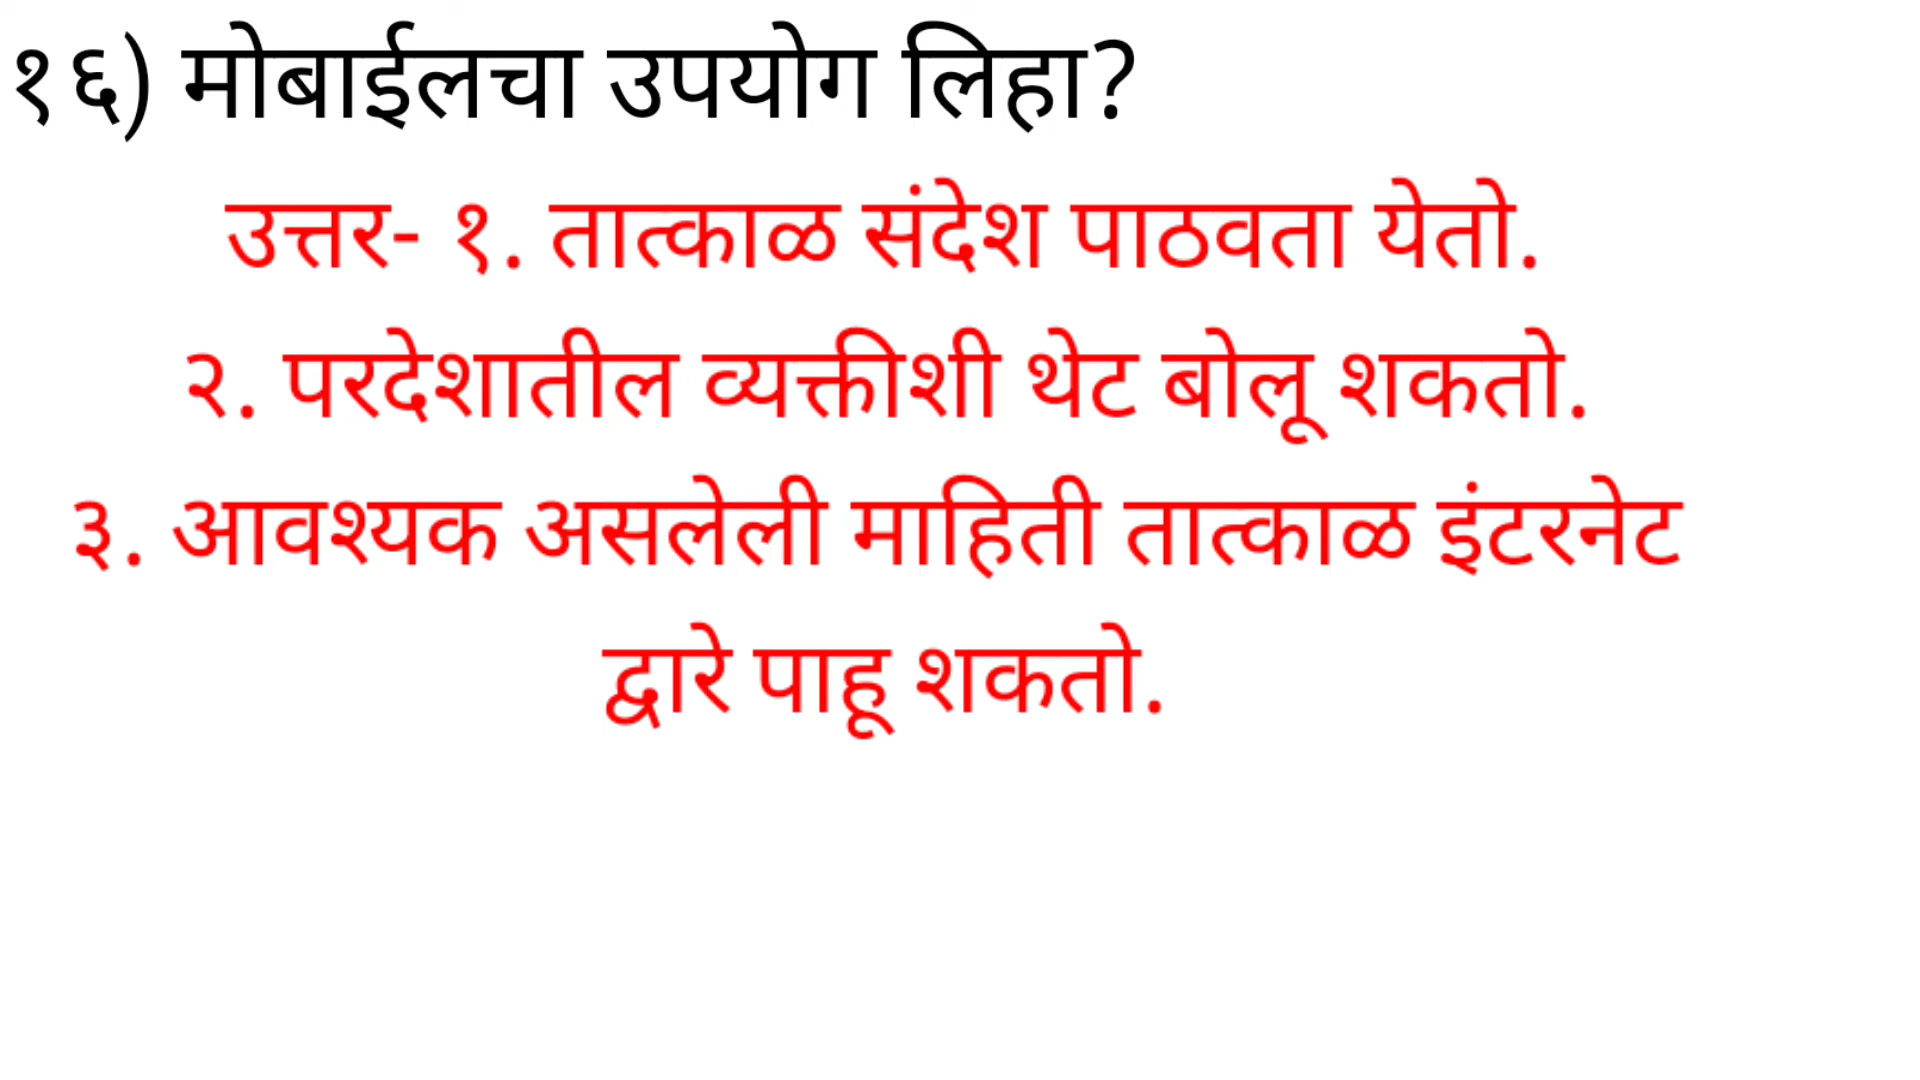 १६) मोबाईलचा उपयोग लिहा?
उत्तर- १. तात्काळ संदेश पाठवता येतो.
२. परदेशातील व्यक्तीशी थेट बोलू शकतो.
३. आवश्यक असलेली माहिती तात्काळ इंटरनेट
द्वारे पाहू शकतो.